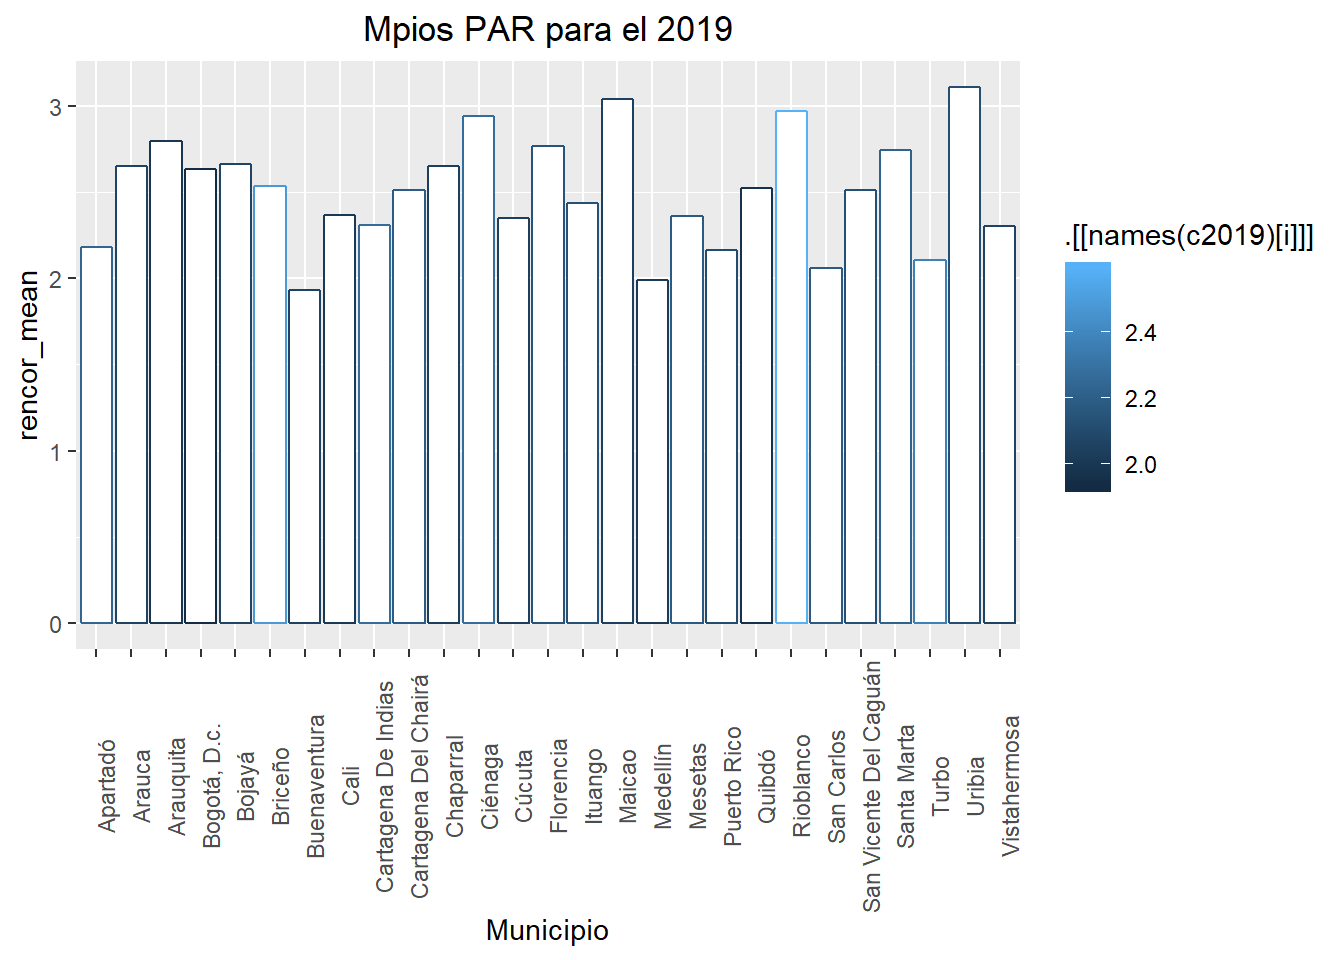 Mpios PAR para el 2019
rencor_mean
3
2
1
0
Apartadó
Arauca
Arauquita
Bogotá, D.c.
Bojayá
Briceño
Buenaventura
Cali
Cartagena De Indias
Cartagena Del Chairá
Chaparral
Ciénaga
Cúcuta
Florencia
Ituango
Maicao
Medellín
Mesetas
Puerto Rico
Quibdó
Rioblanco
San Carlos
San Vicente Del Caguán
Santa Marta
Turbo
Uribia
Vistahermosa
Municipio
.[[names(c2019)[i]]]
2.4
2.2
2.0